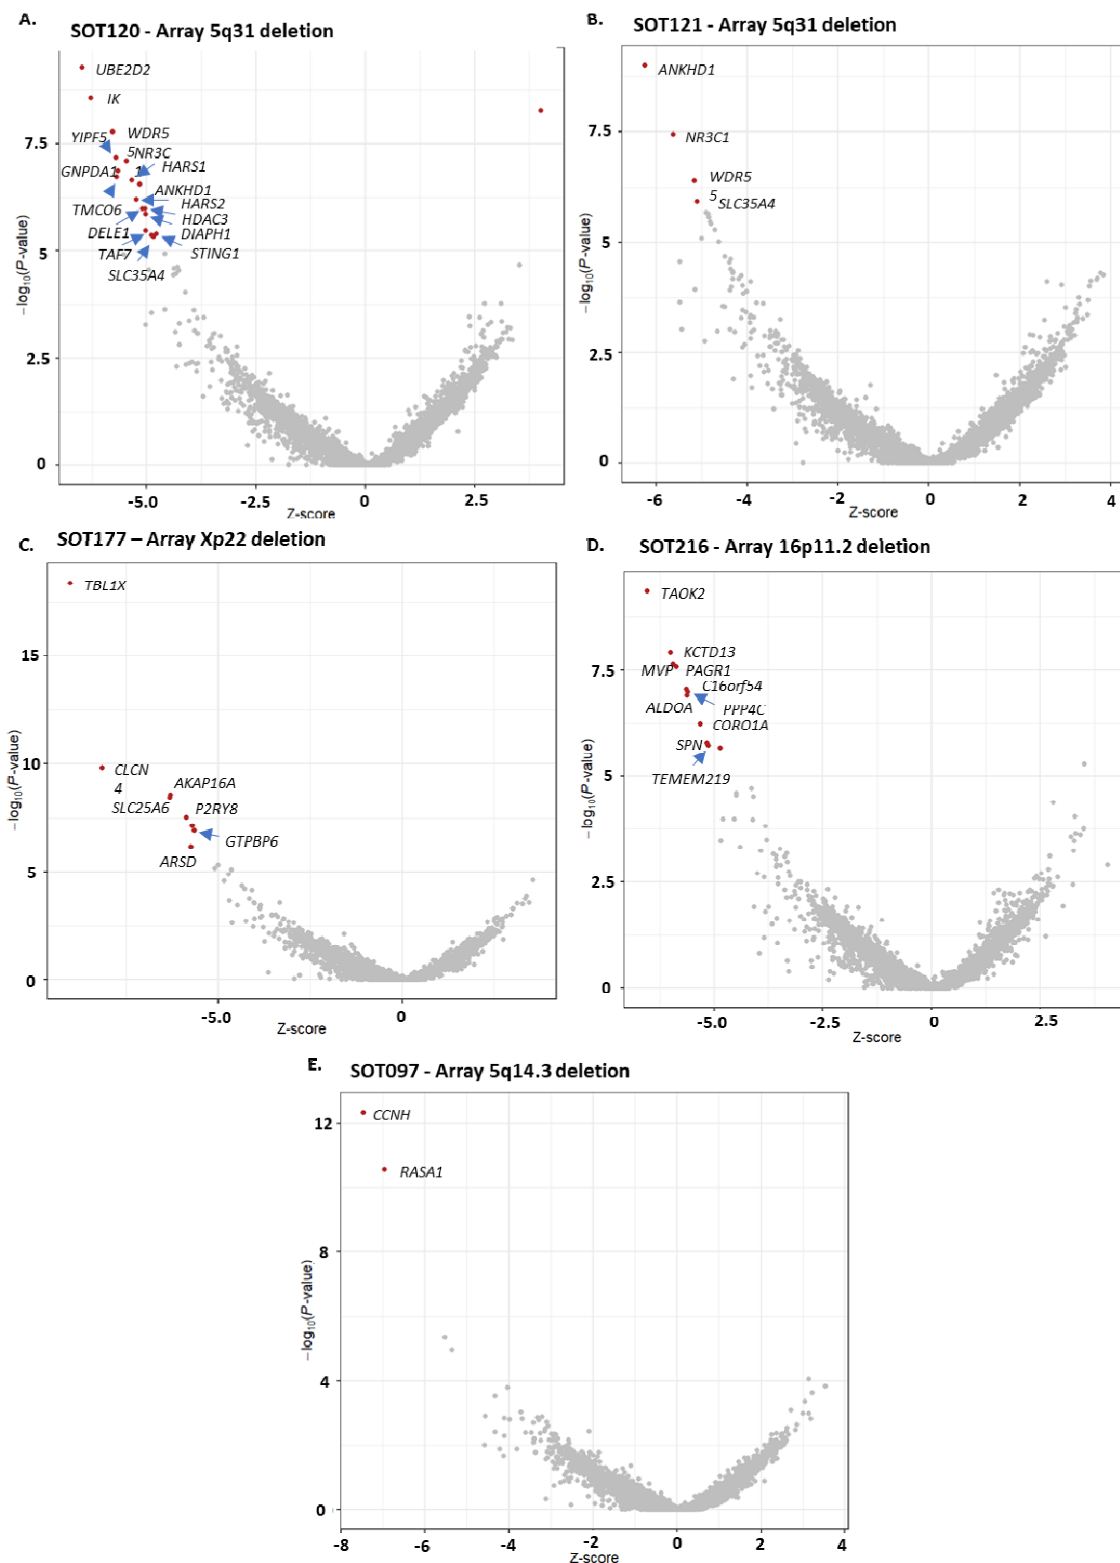 A.
SOT120 - Array 5q31 deletion
UBE2D2
IK
YIPF5
WDR5
5
NR3C
1
GNPDA1
HARS1
ANKHD1
TMCO6
HARS2
HDAC3
DELE1
DIAPH1
TAF7
STING1
SLC35A4
7.5
5
2.5
0
-5.0
-2.5
0
2.5
Z-score
−log10(P-value)
B.
SOT121 - Array 5q31 deletion
ANKHD1
NR3C1
WDR5
5
SLC35A4
7.5
5
2.5
0
-6
-4
-2
0
2
4
Z-score
−log10(P-value)
C.
SOT177 – Array Xp22 deletion
TBL1X
CLCN
4
AKAP16A
SLC25A6
P2RY8
GTPBP6
ARSD
15
10
5
0
-5.0
0
Z-score
−log10(P-value)
D.
SOT216 - Array 16p11.2 deletion
TAOK2
KCTD13
MVP
PAGR1
C16orf54
ALDOA
PPP4C
CORO1A
SPN
TEMEM219
7.5
5
2.5
0
-5.0
-2.5
0
2.5
Z-score
−log10(P-value)
E.
SOT097 - Array 5q14.3 deletion
CCNH
RASA1
12
8
4
0
-8
-6
-4
-2
0
2
4
Z-score
−log10(P-value)